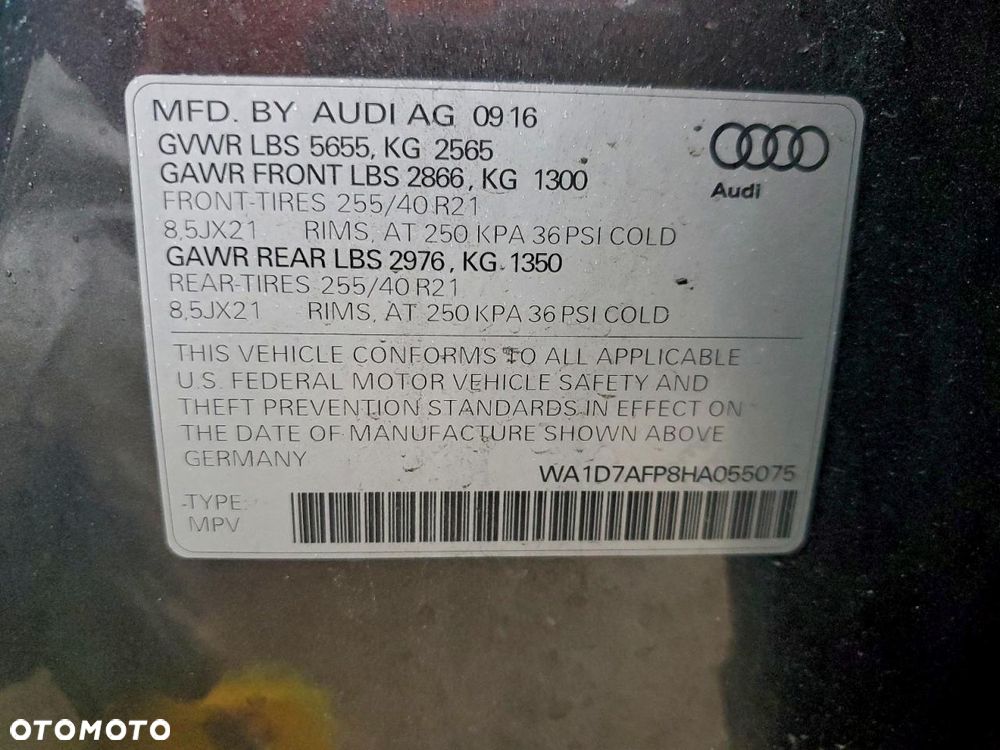 MFD. BY AUDI AG 09 16
GVWR LBS 5655, KG 2565
GAWR FRONT LBS 2866, KG 1300
FRONT-TIRES 255/40 R21
8,5JX21 RIMS, AT 250 KPA 36 PSI COLD
GAWR REAR LBS 2976, KG 1350
REAR-TIRES 255/40 R21
8,5JX21 RIMS, AT 250 KPA 36 PSI COLD
Audi
THIS VEHICLE CONFORMS TO ALL APPLICABLE
U.S. FEDERAL MOTOR VEHICLE SAFETY AND
THEFT PREVENTION STANDARDS IN EFFECT ON
THE DATE OF MANUFACTURE SHOWN ABOVE
GERMANY
WA1D7AFP8HA055075
-TYPE:
MPV
OTOMOTO